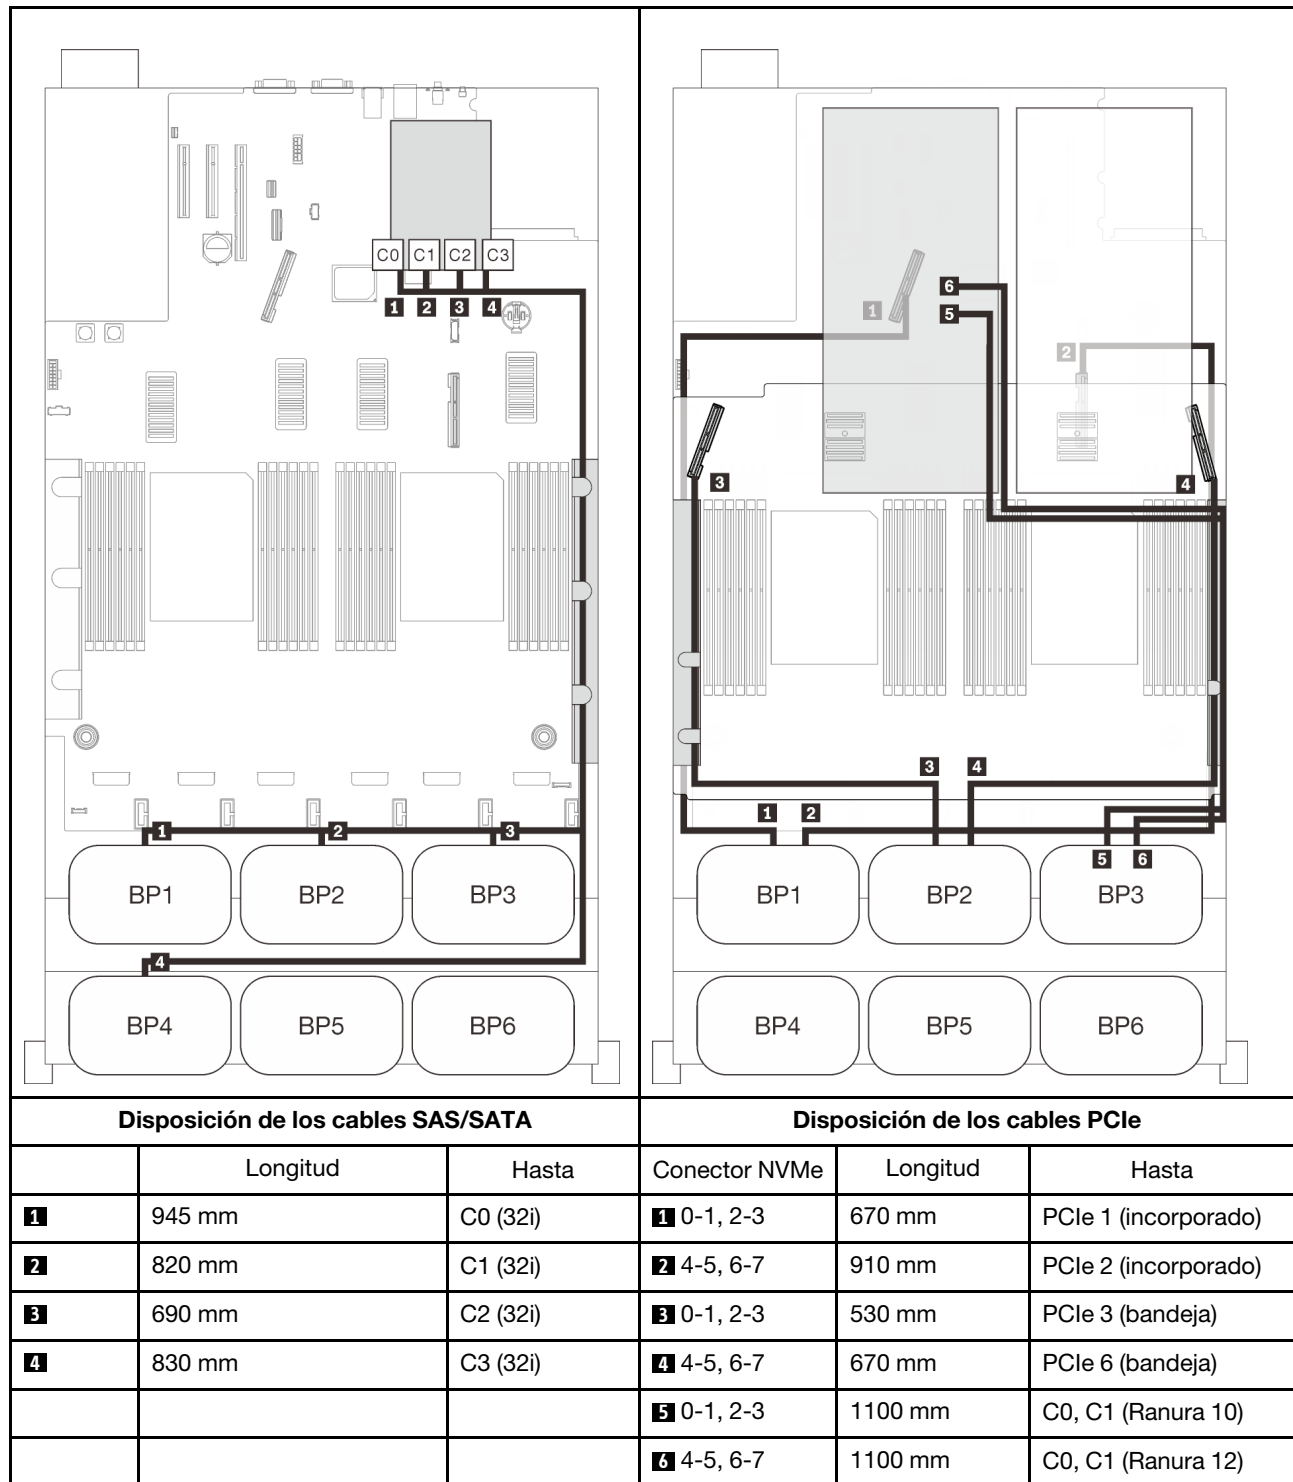 C0 C1 C2 C3
1 2 3 4
1 2 3
BP1 BP2 BP3
4
BP4 BP5 BP6
6
1 5
2
3 4
3 4
1 2
5 6
BP1 BP2 BP3
BP4 BP5 BP6
Disposición de los cables SAS/SATA
Disposición de los cables PCIe
Longitud Hasta Conector NVMe Longitud Hasta
1 945 mm C0 (32i) 1 0-1, 2-3 670 mm PCIe 1 (incorporado)
2 820 mm C1 (32i) 2 4-5, 6-7 910 mm PCIe 2 (incorporado)
3 690 mm C2 (32i) 3 0-1, 2-3 530 mm PCIe 3 (bandeja)
4 830 mm C3 (32i) 4 4-5, 6-7 670 mm PCIe 6 (bandeja)
5 0-1, 2-3 1100 mm C0, C1 (Ranura 10)
6 4-5, 6-7 1100 mm C0, C1 (Ranura 12)